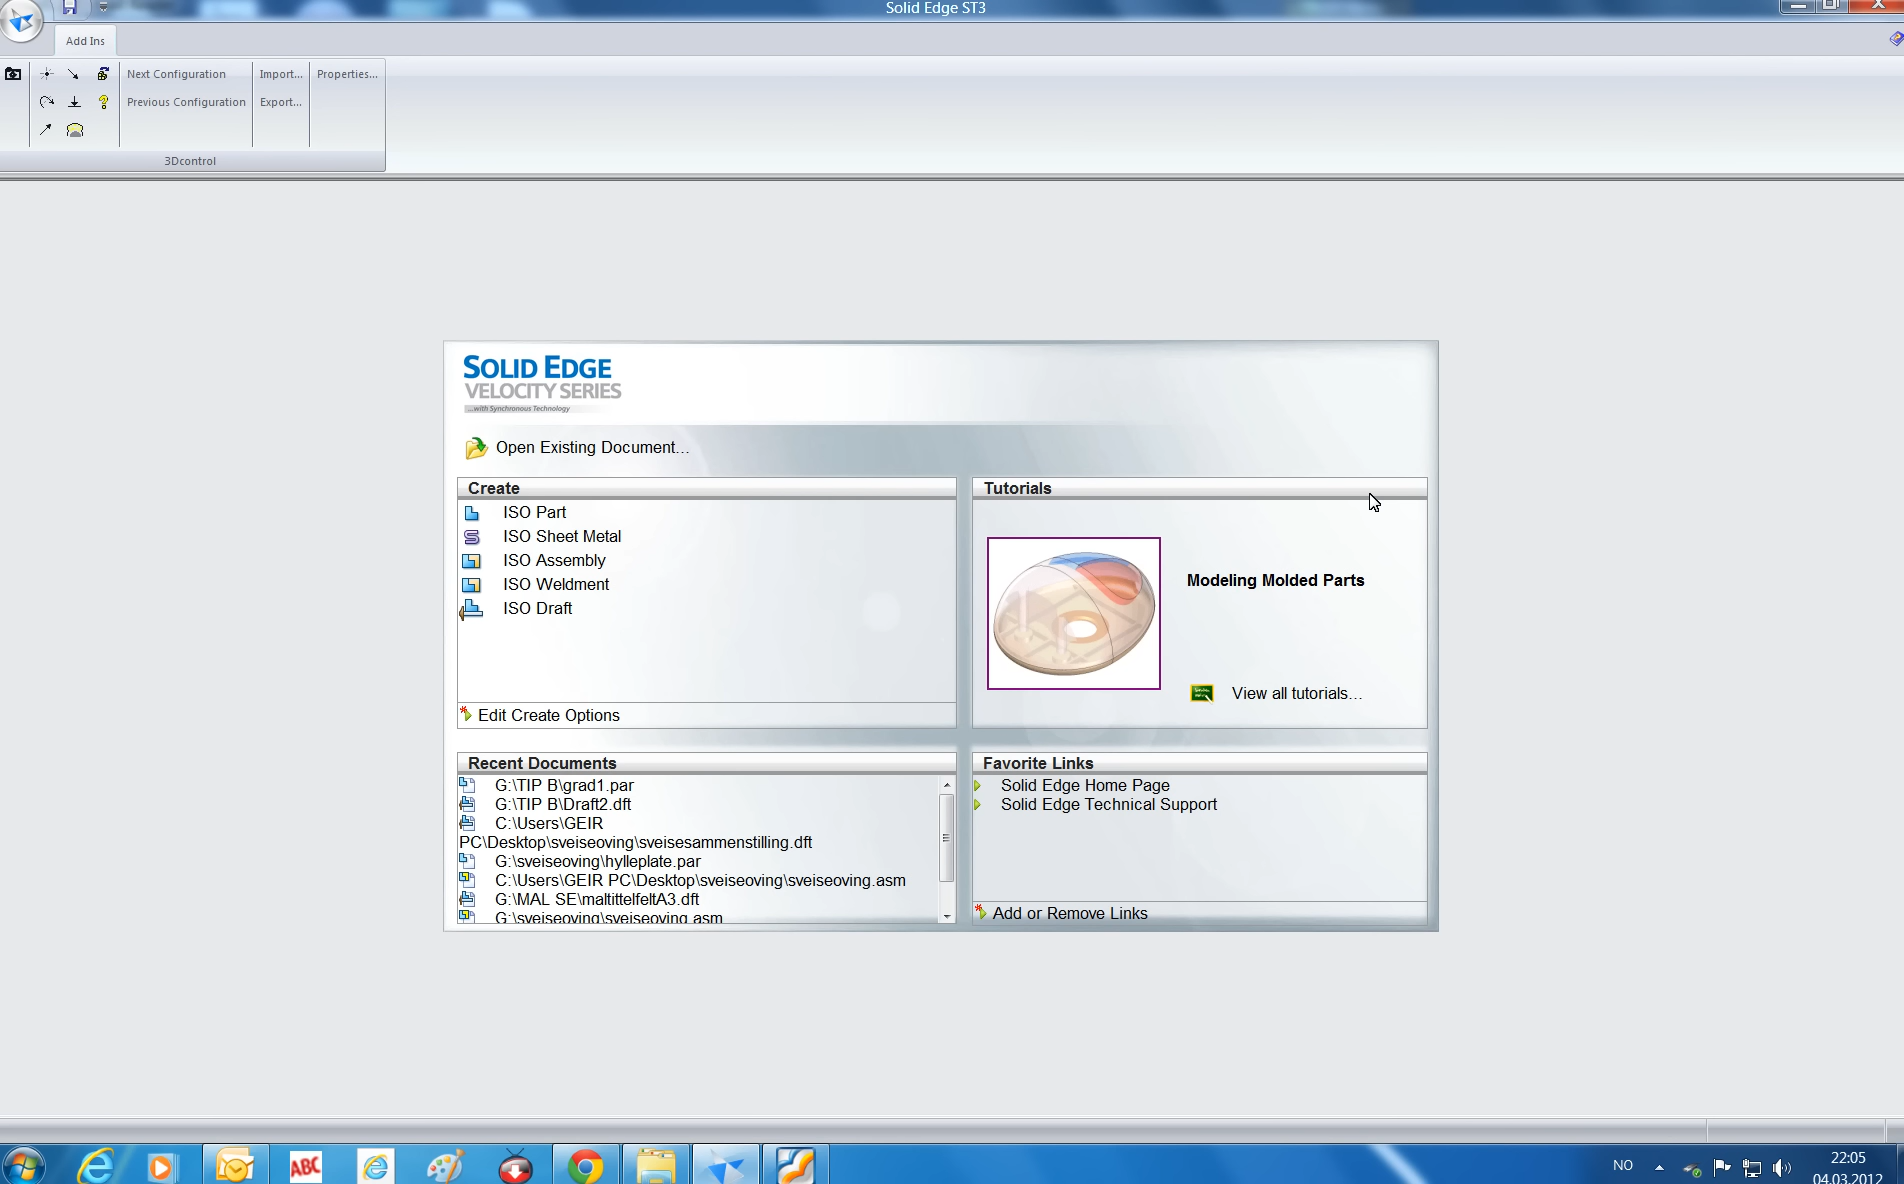 Solid Edge ST3
Add Ins
Next Configuration
Import...
Properties...
Previous Configuration
Export...
3Dcontrol
SOLID EDGE
VELOCITY SERIES
...with Synchronous Technology
Open Existing Document...
Create
ISO Part
ISO Sheet Metal
ISO Assembly
ISO Weldment
ISO Draft
Edit Create Options
Tutorials
Modeling Molded Parts
View all tutorials...
Recent Documents
G:\TIP B\grad1.par
G:\TIP B\Draft2.dft
C:\Users\GEIR
PC\Desktop\sveiseoving\sveisesammenstilling.dft
G:\sveiseoving\hylleplate.par
C:\Users\GEIR PC\Desktop\sveiseoving\sveiseoving.asm
G:\MAL SE\maltittelfeltA3.dft
G:\sveiseoving\sveiseoving.asm
Favorite Links
Solid Edge Home Page
Solid Edge Technical Support
Add or Remove Links
ABC
NO
22:05
04.03.2012